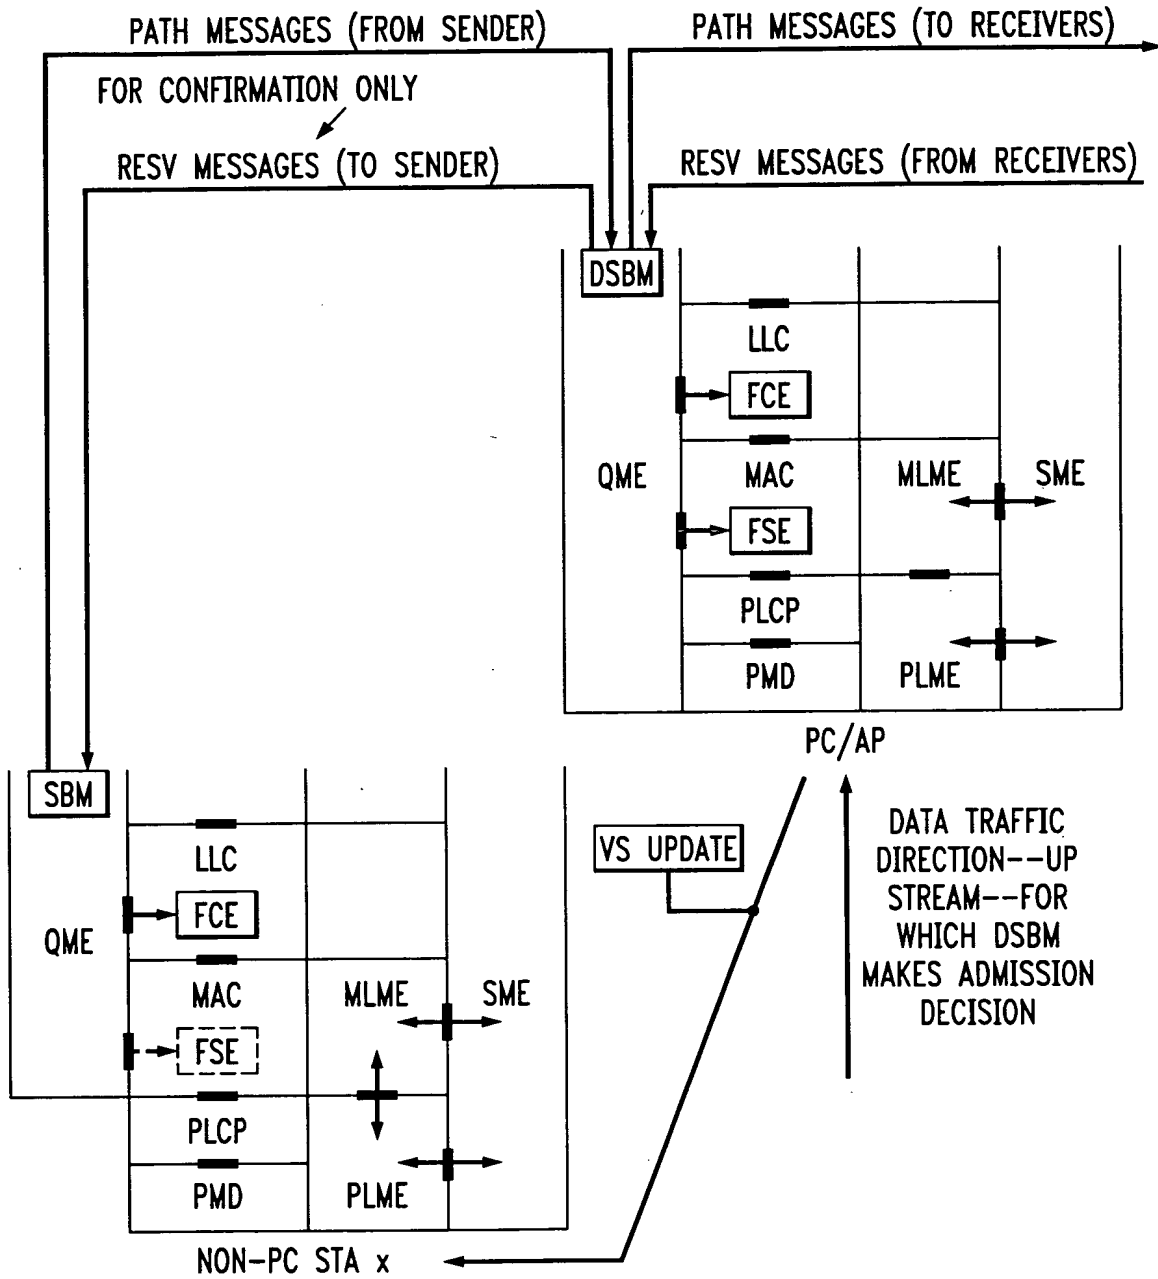 PATH MESSAGES (FROM SENDER)
PATH MESSAGES (TO RECEIVERS)
FOR CONFIRMATION ONLY
RESV MESSAGES (TO SENDER)
RESV MESSAGES (FROM RECEIVERS)
DSBM
LLC
FCE
QME
MAC
MLME
SME
FSE
PLCP
PMD
PLME
PC/AP
SBM
LLC
FCE
QME
MAC
MLME
SME
FSE
PLCP
PMD
PLME
NON-PC STA x
VS UPDATE
DATA TRAFFIC
DIRECTION--UP
STREAM--FOR
WHICH DSBM
MAKES ADMISSION
DECISION